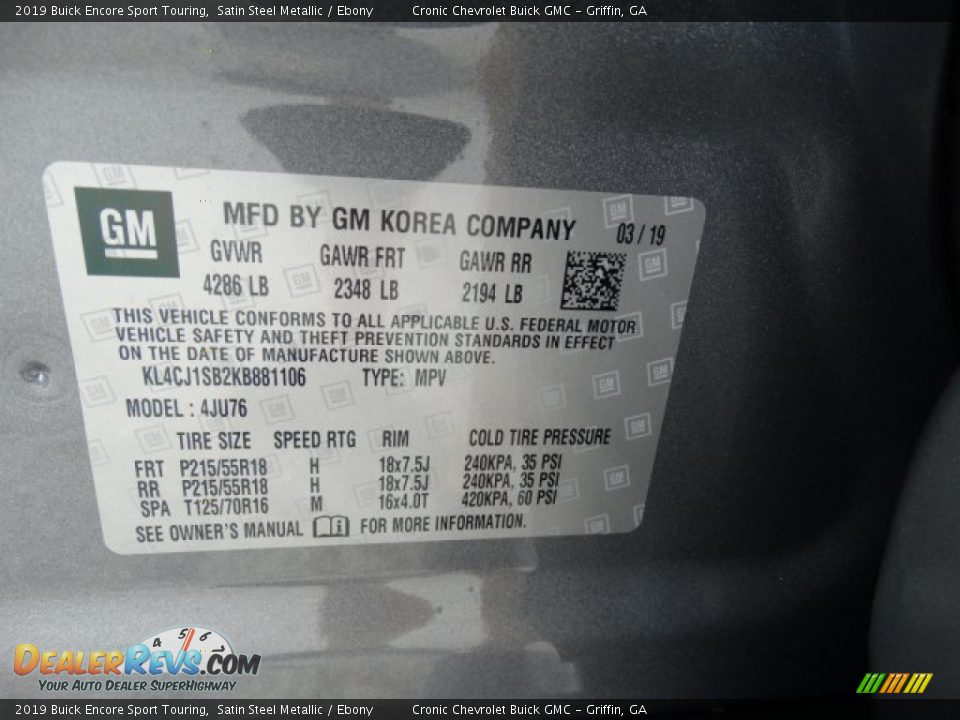 2019 Buick Encore Sport Touring, Satin Steel Metallic / Ebony Cronic Chevrolet Buick GMC - Griffin, GA
GM
MFD BY GM KOREA COMPANY 03 / 19
GVWR GAWR FRT GAWR RR
4286 LB 2348 LB 2194 LB
THIS VEHICLE CONFORMS TO ALL APPLICABLE U.S. FEDERAL MOTOR
VEHICLE SAFETY AND THEFT PREVENTION STANDARDS IN EFFECT
ON THE DATE OF MANUFACTURE SHOWN ABOVE.
KL4CJ1SB2KB881106 TYPE: MPV
MODEL : 4JU76
TIRE SIZE SPEED RTG RIM COLD TIRE PRESSURE
FRT P215/55R18 H 18x7.5J 240KPA, 35 PSI
RR P215/55R18 H 18x7.5J 240KPA, 35 PSI
SPA T125/70R16 M 16x4.0T 420KPA, 60 PSI
SEE OWNER'S MANUAL FOR MORE INFORMATION.
4 5 6 7
DEALERREVS.COM
YOUR AUTO DEALER SUPERHIGHWAY
2019 Buick Encore Sport Touring, Satin Steel Metallic / Ebony Cronic Chevrolet Buick GMC - Griffin, GA